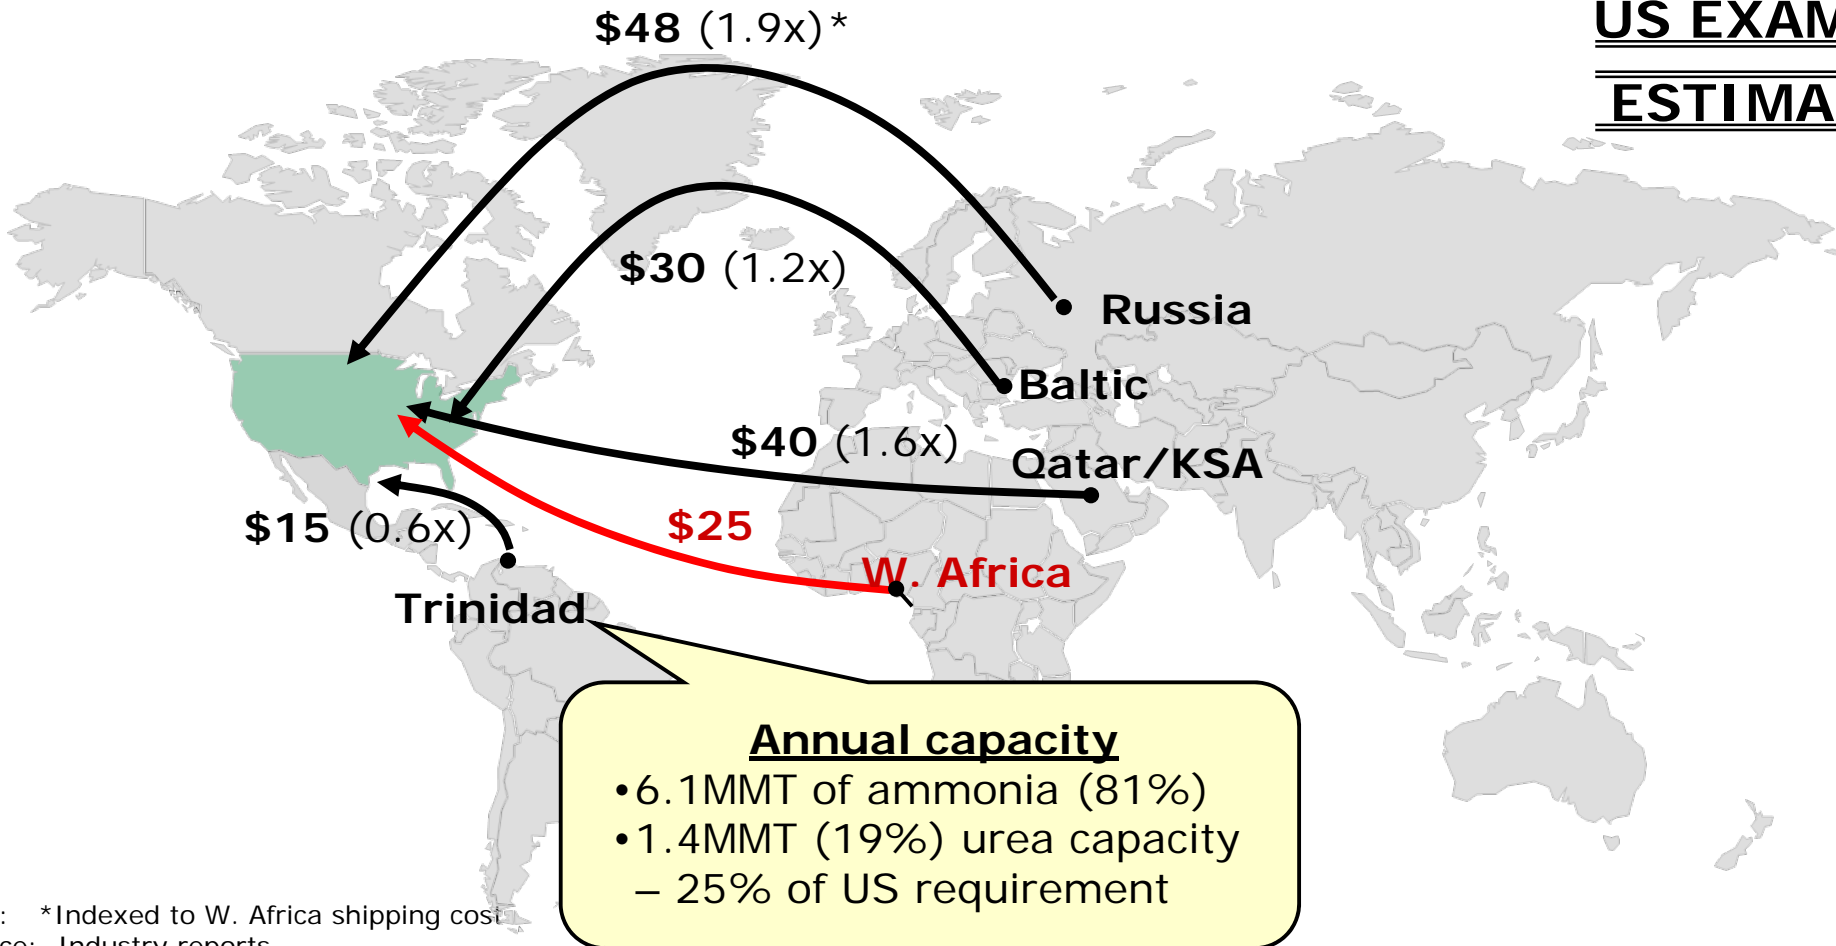 $48 (1.9x)*
US EXAM
ESTIMA
$30 (1.2x)
Russia
Baltic
$40 (1.6x)
Qatar/KSA
$15 (0.6x)
$25
W. Africa
Trinidad
Annual capacity
•6.1MMT of ammonia (81%)
•1.4MMT (19%) urea capacity
– 25% of US requirement
: *Indexed to W. Africa shipping cost
ce: Industry reports